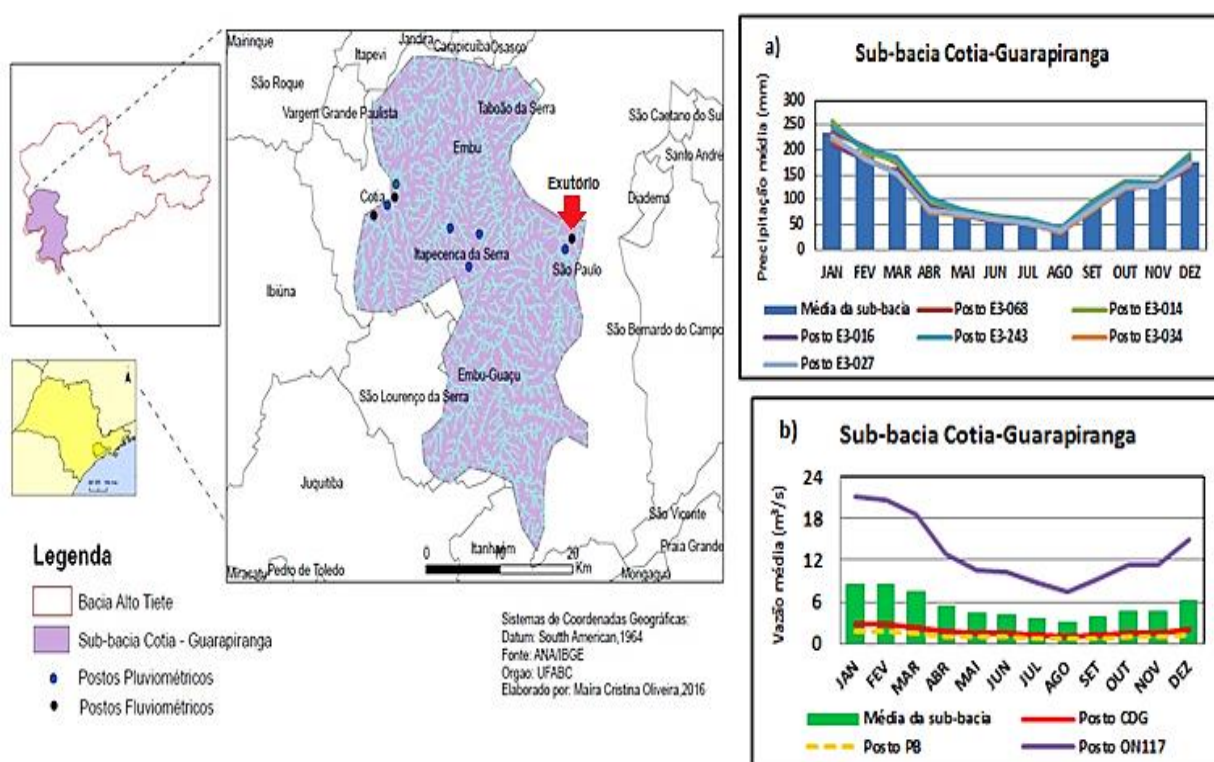 Mairinque
Itapevi
Jandira
Carapicuiba
Osasco
São Roque
Vargent Grande Paulista
Taboão da Serra
São Caetano do Sul
Embu
Santo Andre
Cotia
Exutório
Diadema
Itapecerica da Serra
São Paulo
Ibiúna
São Bernardo do Campo
Embu-Guaçu
São Lourenço da Serra
Juquitiba
São Vicente
Itanhaém
Praia Grande
Pedro de Toledo
Mongaguá
0 10 20
Km
Legenda
Bacia Alto Tiete
Sub-bacia Cotia - Guarapiranga
Postos Pluviométricos
Postos Fluviométricos
Sistemas de Coordenadas Geográficas:
Datum: South American,1964
Fonte: ANA/IBGE
Orgao: UFABC
Elaborado por: Maíra Cristina Oliveira,2016
a)
Sub-bacia Cotia-Guarapiranga
Precipitação média (mm)
300
250
200
150
100
50
0
JAN FEV MAR ABR MAI JUN JUL AGO SET OUT NOV DEZ
Média da sub-bacia Posto E3-068 Posto E3-014
Posto E3-016 Posto E3-243 Posto E3-034
Posto E3-027
b)
Sub-bacia Cotia-Guarapiranga
Vazão média (m³/s)
24
18
12
6
0
JAN FEV MAR ABR MAI JUN JUL AGO SET OUT NOV DEZ
Média da sub-bacia Posto CDG
Posto PB Posto ON117